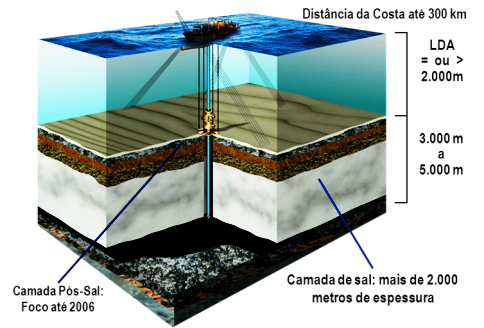 Distância da Costa até 300 km
LDA
= ou >
2.000m
3.000 m
a
5.000 m
Camada Pós-Sal:
Foco até 2006
Camada de sal: mais de 2.000
metros de espessura